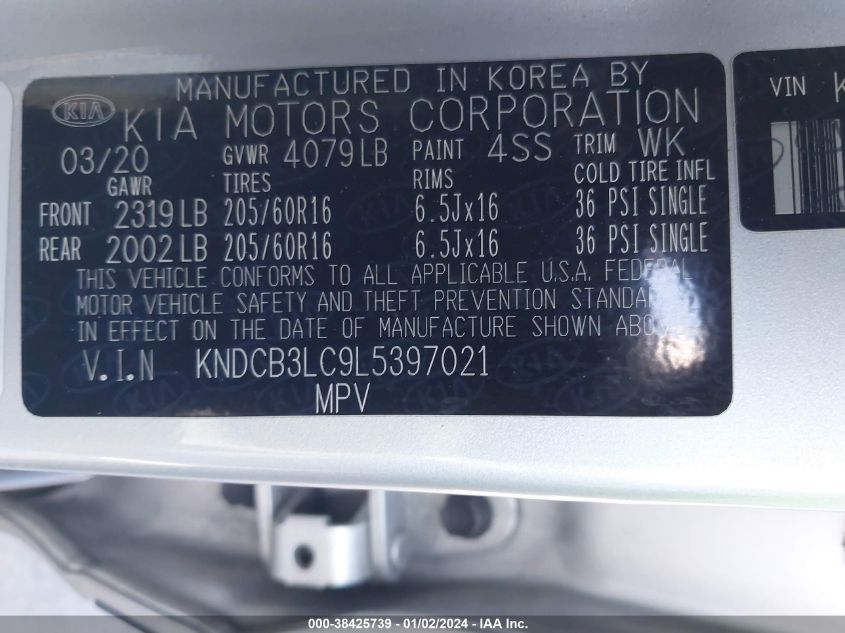 MANUFACTURED IN KOREA BY
KIA KIA MOTORS CORPORATION
03/20 GVWR 4079LB PAINT 4SS TRIM WK
GAWR TIRES RIMS COLD TIRE INFL
FRONT 2319LB 205/60R16 6.5Jx16 36 PSI SINGLE
REAR 2002LB 205/60R16 6.5Jx16 36 PSI SINGLE
THIS VEHICLE CONFORMS TO ALL APPLICABLE U.S.A. FEDERAL
MOTOR VEHICLE SAFETY AND THEFT PREVENTION STANDA
IN EFFECT ON THE DATE OF MANUFACTURE SHOWN ABO
V.I.N KNDCB3LC9L5397021
MPV
VIN K
000-38425739 - 01/02/2024 - IAA Inc.